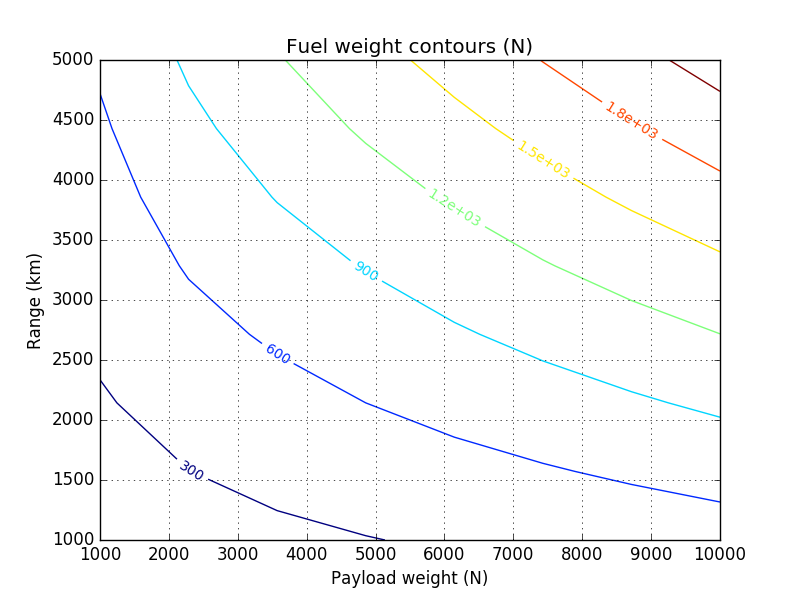 Fuel weight contours (N)
5000
4500
4000
3500
3000
2500
2000
1500
1000
Range (km)
1.8e+03
1.5e+03
1.2e+03
900
600
300
1000 2000 3000 4000 5000 6000 7000 8000 9000 10000
Payload weight (N)